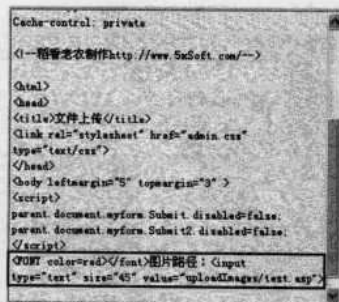 Cache-control: private
<!--稻香老农制作http://www.5xSoft.com/-->
<html>
<head>
<title>文件上传</title>
<link rel="stylesheet" href="admin.css"
type="text/css">
</head>
<body leftmargin="5" topmargin="3" >
<script>
parent.document.myform.Submit.disabled=false;
parent.document.myform.Submit2.disabled=false;
</script>
<FONT color=red></font>图片路径：<input
type="text" size="45" value="uploadImages/test.asp">